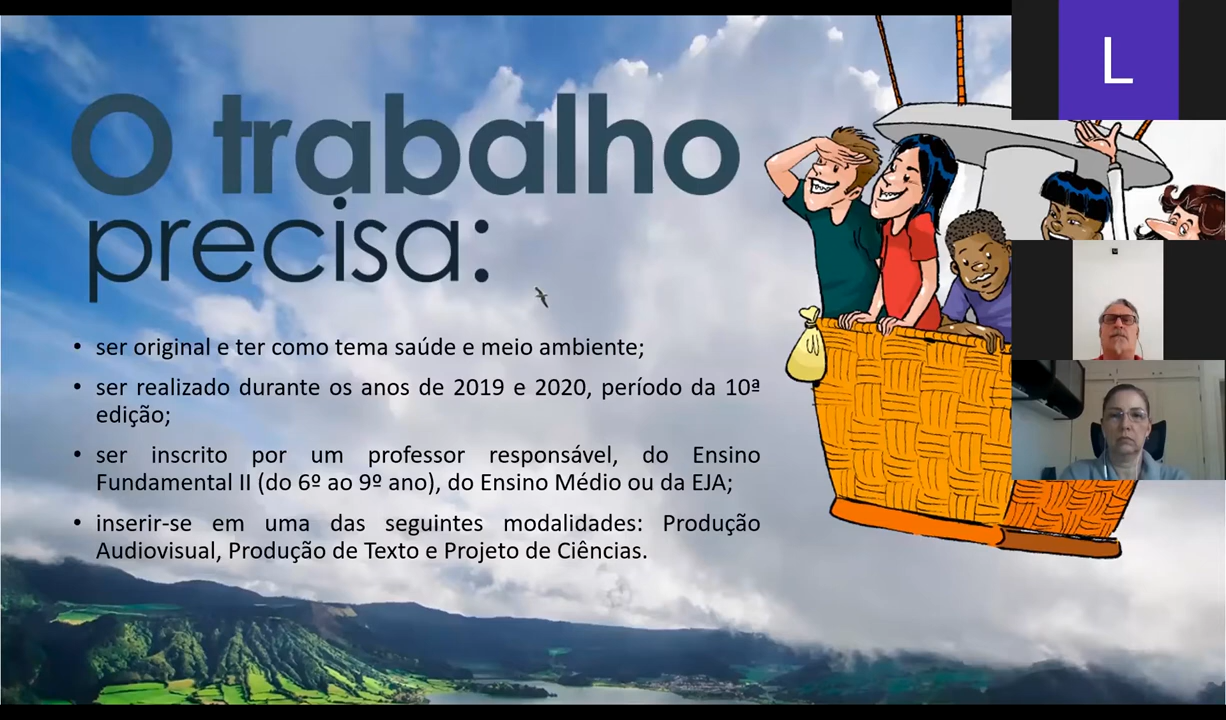 O trabalho
precisa:
• ser original e ter como tema saúde e meio ambiente;
• ser realizado durante os anos de 2019 e 2020, período da 10ª
edição;
• ser inscrito por um professor responsável, do Ensino
Fundamental II (do 6º ao 9º ano), do Ensino Médio ou da EJA;
• inserir-se em uma das seguintes modalidades: Produção
Audiovisual, Produção de Texto e Projeto de Ciências.
L